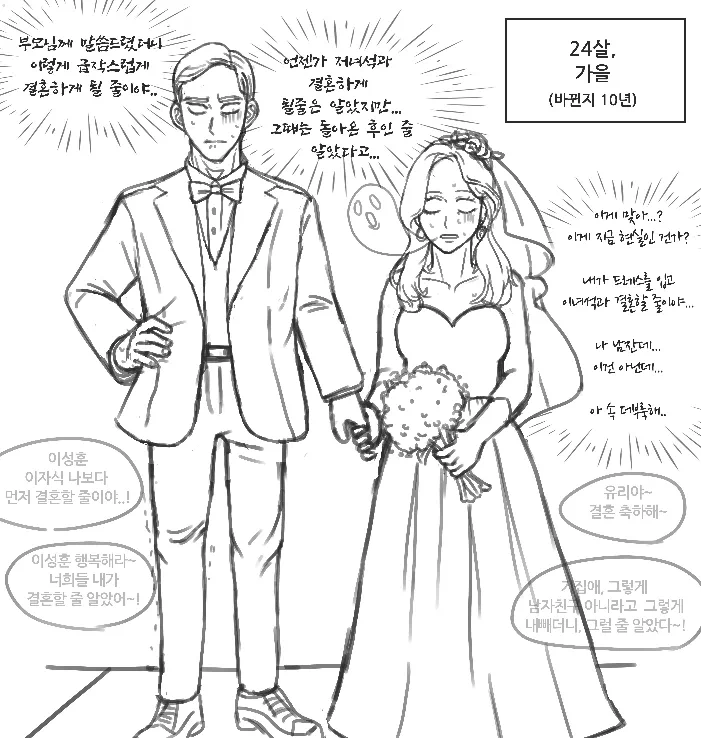 부모님께 말씀드렸더니
이렇게 급작스럽게
결혼하게 될 줄이야..
언젠가 저녀석과
결혼하게
될줄은 알았지만...
그때는 돌아온 후인 줄
알았다고...
24살,
가을
(바뀐지 10년)
이게 맞아...?
이게 지금 현실인 건가?
내가 드레스를 입고
이녀석과 결혼할 줄이야...
나 남잔데...
이건 아닌데...
아 속 더부룩해..
이성훈
이자식 나보다
먼저 결혼할 줄이야..!
이성훈 행복해라~
너희들 내가
결혼할 줄 알았어~!
유리야~
결혼 축하해~
기집애, 그렇게
남자친구 아니라고 그렇게
내빼더니, 그럴 줄 알았다~!